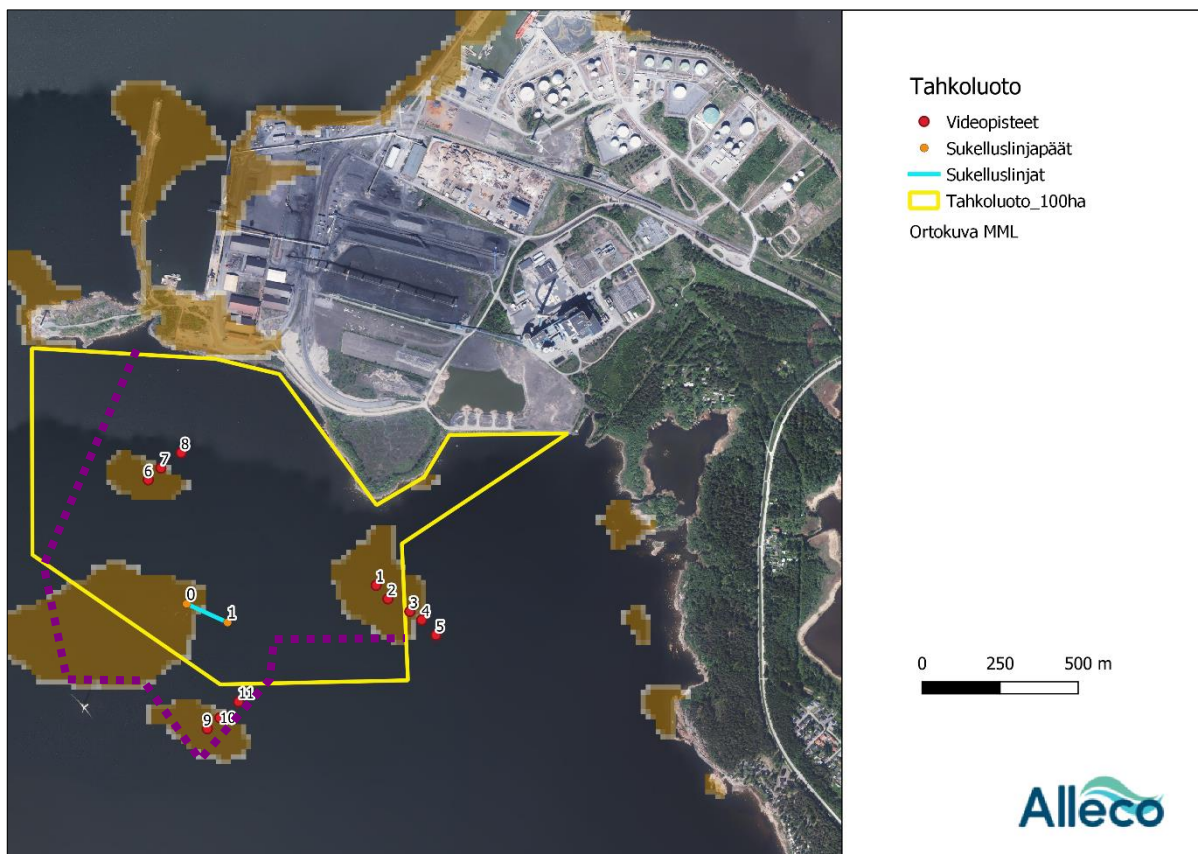 Tahkoluoto
Videopisteet
Sukelluslinjapäät
Sukelluslinjat
Tahkoluoto_100ha
Ortokuva MML
8
7
6
1
2
3
4
5
0
1
11
10
9
0 250 500 m
Alleco